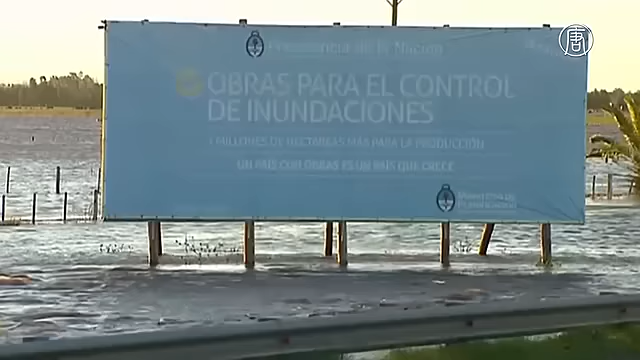 Presidencia de la Nación
OBRAS PARA EL CONTROL
DE INUNDACIONES
MILLONES DE HECTÁREAS MÁS PARA LA PRODUCCIÓN
UN PAÍS CON OBRAS ES UN PAÍS QUE CRECE
唐